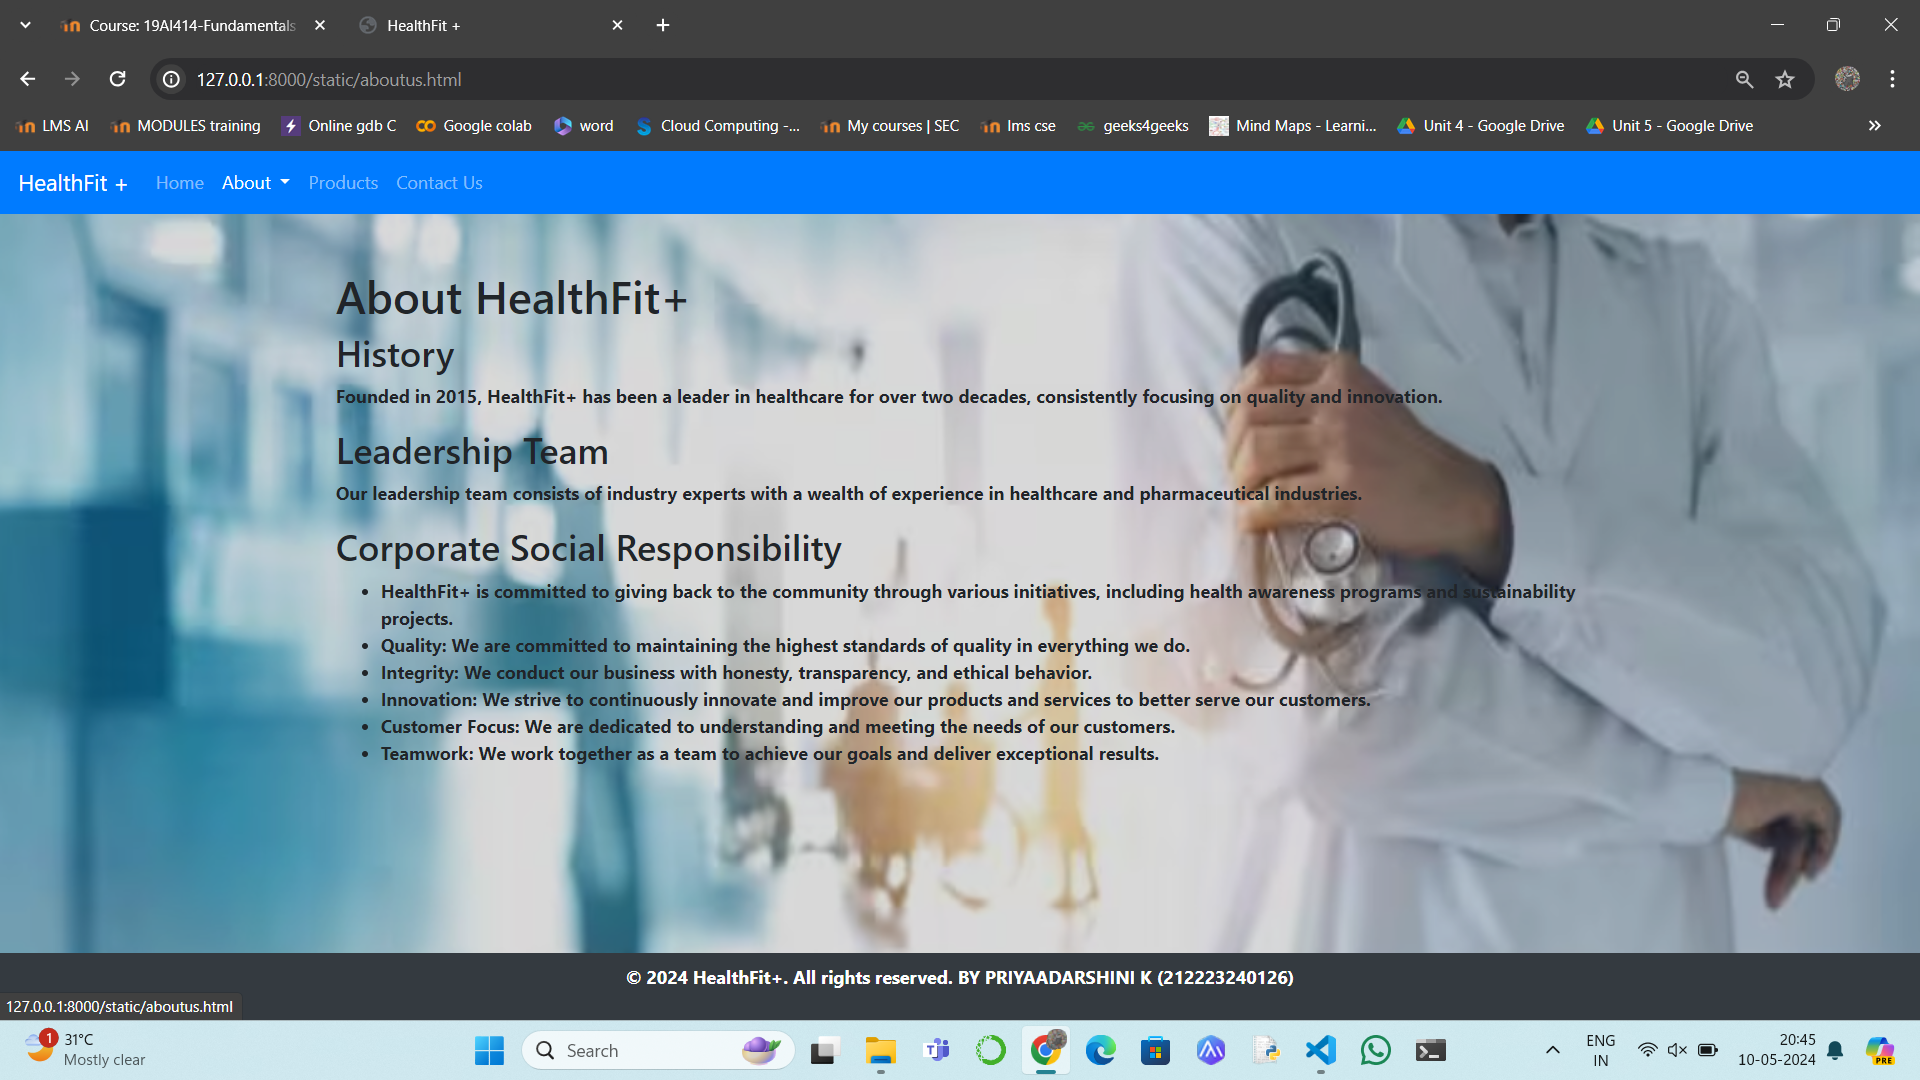 Course: 19AI414-Fundamentals
HealthFit +
127.0.0.1:8000/static/aboutus.html
LMS AI
MODULES training
Online gdb C
Google colab
word
Cloud Computing -...
My courses | SEC
lms cse
geeks4geeks
Mind Maps - Learni...
Unit 4 - Google Drive
Unit 5 - Google Drive
HealthFit + Home About Products Contact Us
About HealthFit+
History
Founded in 2015, HealthFit+ has been a leader in healthcare for over two decades, consistently focusing on quality and innovation.
Leadership Team
Our leadership team consists of industry experts with a wealth of experience in healthcare and pharmaceutical industries.
Corporate Social Responsibility
• HealthFit+ is committed to giving back to the community through various initiatives, including health awareness programs and sustainability
projects.
• Quality: We are committed to maintaining the highest standards of quality in everything we do.
• Integrity: We conduct our business with honesty, transparency, and ethical behavior.
• Innovation: We strive to continuously innovate and improve our products and services to better serve our customers.
• Customer Focus: We are dedicated to understanding and meeting the needs of our customers.
• Teamwork: We work together as a team to achieve our goals and deliver exceptional results.
© 2024 HealthFit+. All rights reserved. BY PRIYAADARSHINI K (212223240126)
127.0.0.1:8000/static/aboutus.html
1
31°C
Mostly clear
Search
ENG
IN
20:45
10-05-2024
PRE